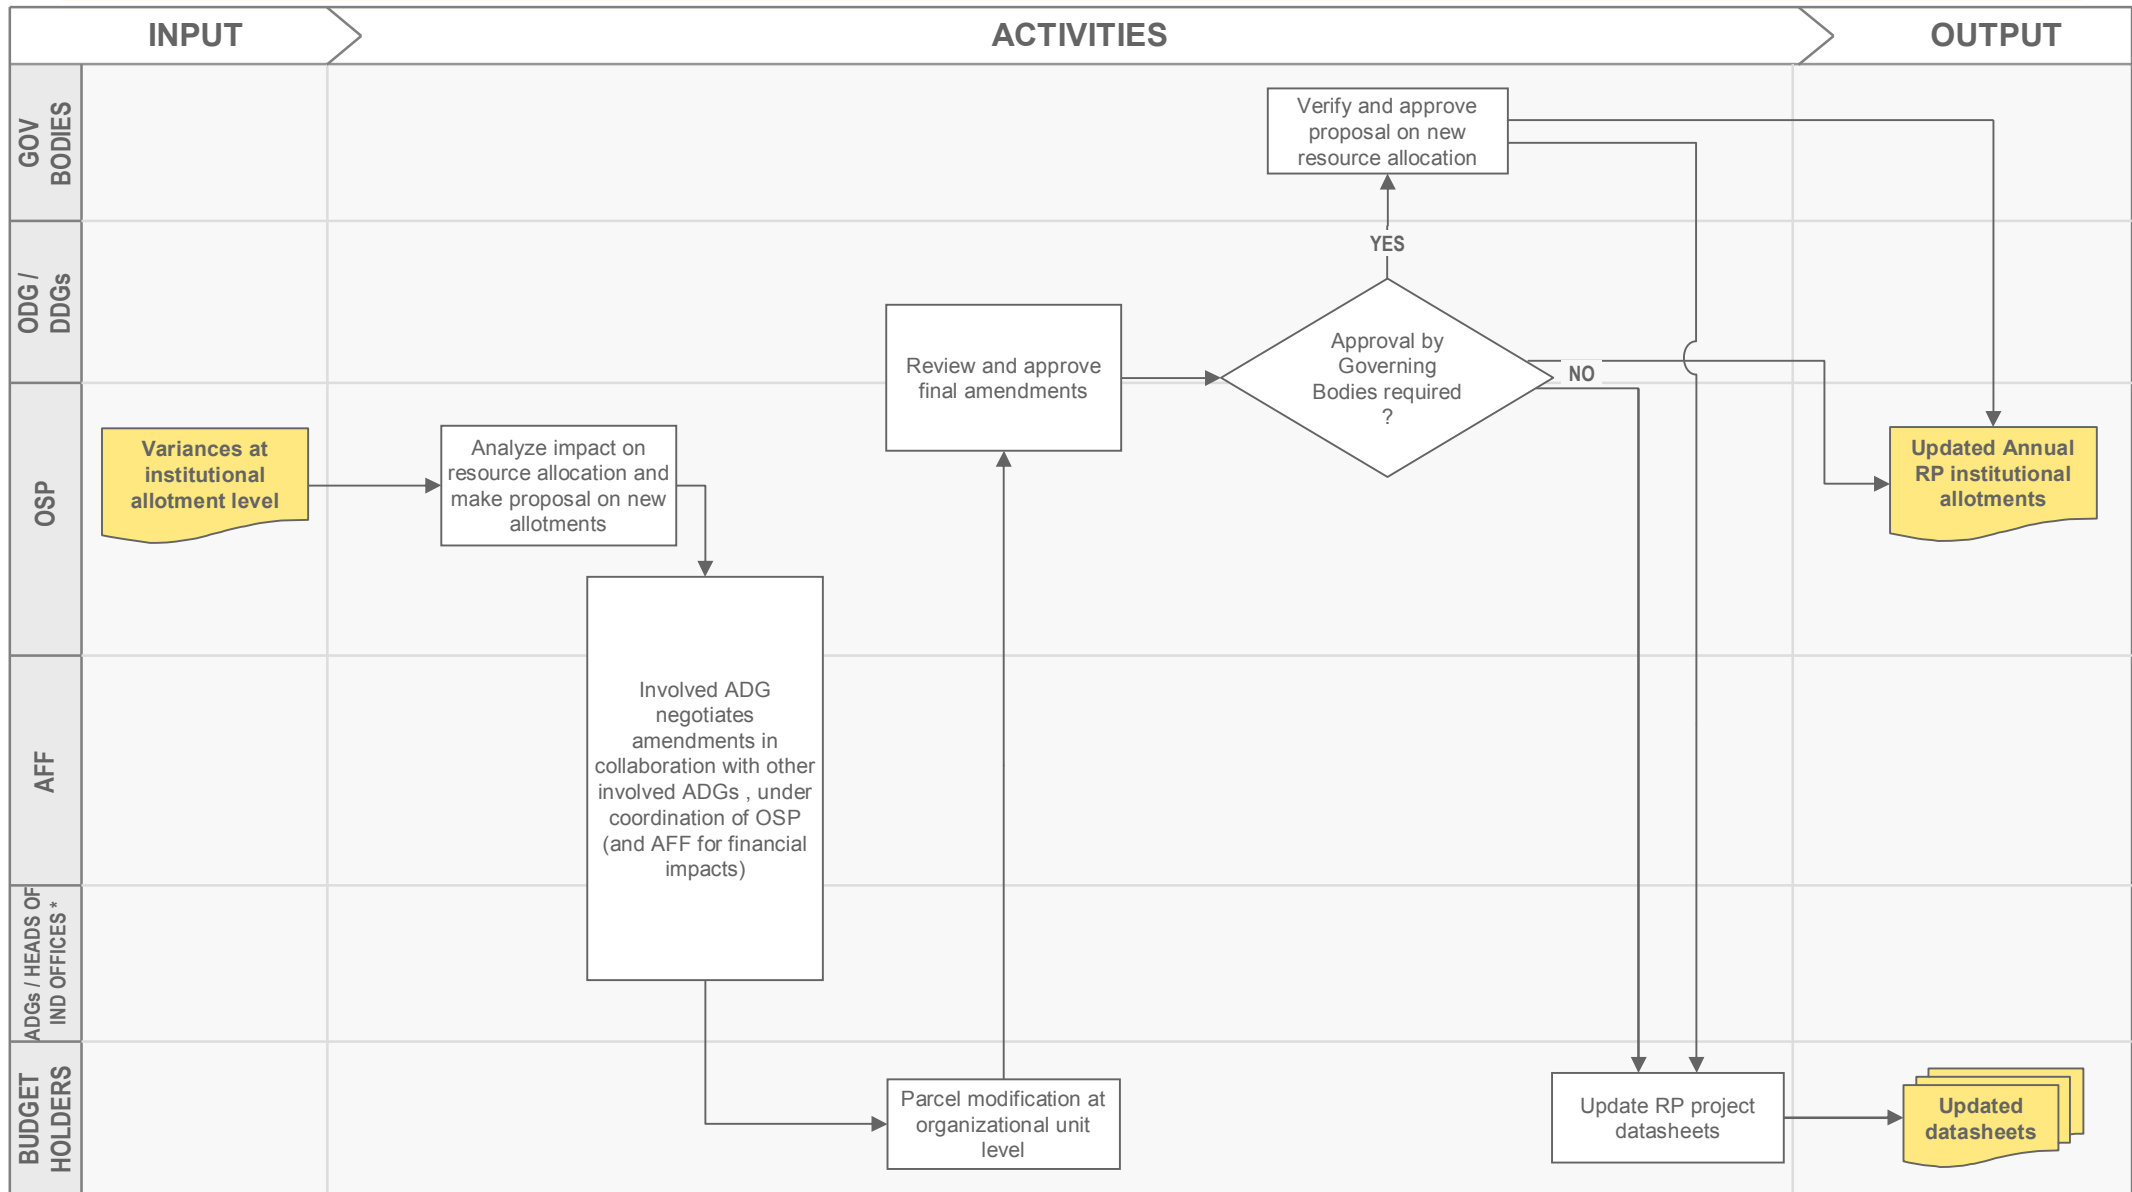 INPUT
ACTIVITIES
OUTPUT
GOV
BODIES
Verify and approve
proposal on new
resource allocation
YES
ODG /
DDGs
Review and approve
final amendments
Approval by
Governing
Bodies required
?
NO
OSP
Variances at
institutional
allotment level
Analyze impact on
resource allocation and
make proposal on new
allotments
Updated Annual
RP institutional
allotments
AFF
Involved ADG
negotiates
amendments in
collaboration with other
involved ADGs , under
coordination of OSP
(and AFF for financial
impacts)
ADGs / HEADS OF
IND OFFICES *
BUDGET
HOLDERS
Parcel modification at
organizational unit
level
Update RP project
datasheets
Updated
datasheets